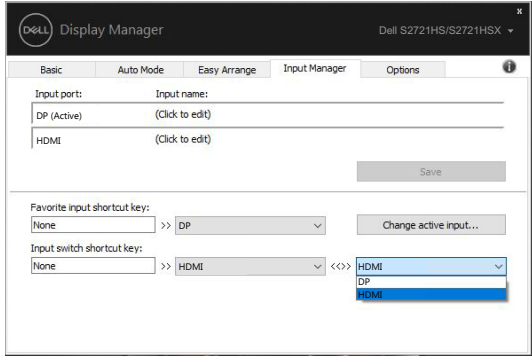 DELL Display Manager
Dell S2721HS/S2721HSX
x
Basic Auto Mode Easy Arrange Input Manager Options
Input port: Input name:
DP (Active) (Click to edit)
HDMI (Click to edit)
Save
Favorite input shortcut key:
None >> DP Change active input...
Input switch shortcut key:
None >> HDMI <<>> HDMI
DP
HDMI